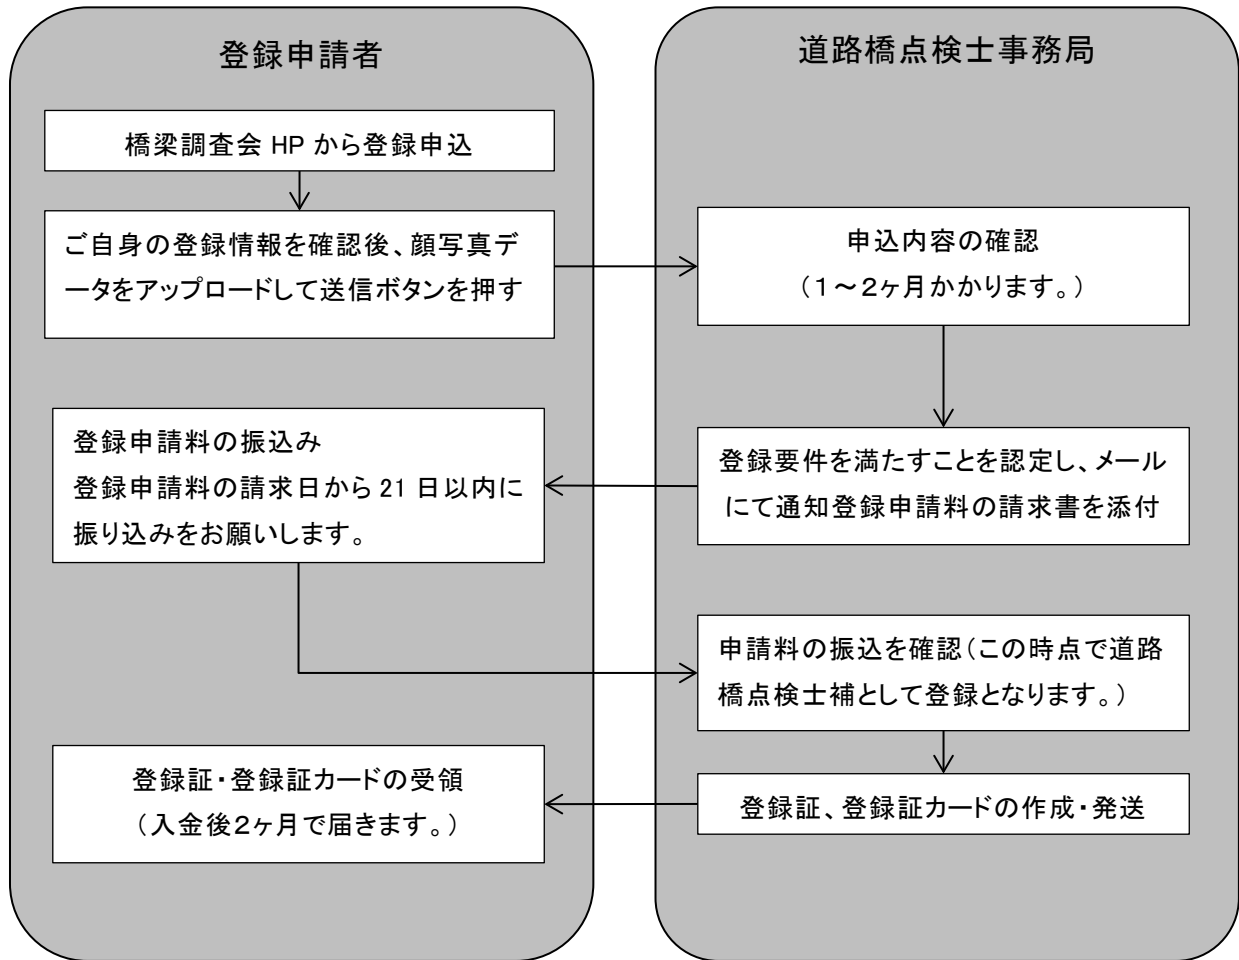 登録申請者
橋梁調査会 HP から登録申込
ご自身の登録情報を確認後、顔写真デ
ータをアップロードして送信ボタンを押す
登録申請料の振込み
登録申請料の請求日から 21 日以内に
振り込みをお願いします。
登録証・登録証カードの受領
（入金後２ヶ月で届きます。）
道路橋点検士事務局
申込内容の確認
（１～２ヶ月かかります。）
登録要件を満たすことを認定し、メール
にて通知登録申請料の請求書を添付
申請料の振込を確認（この時点で道路
橋点検士補として登録となります。）
登録証、登録証カードの作成・発送